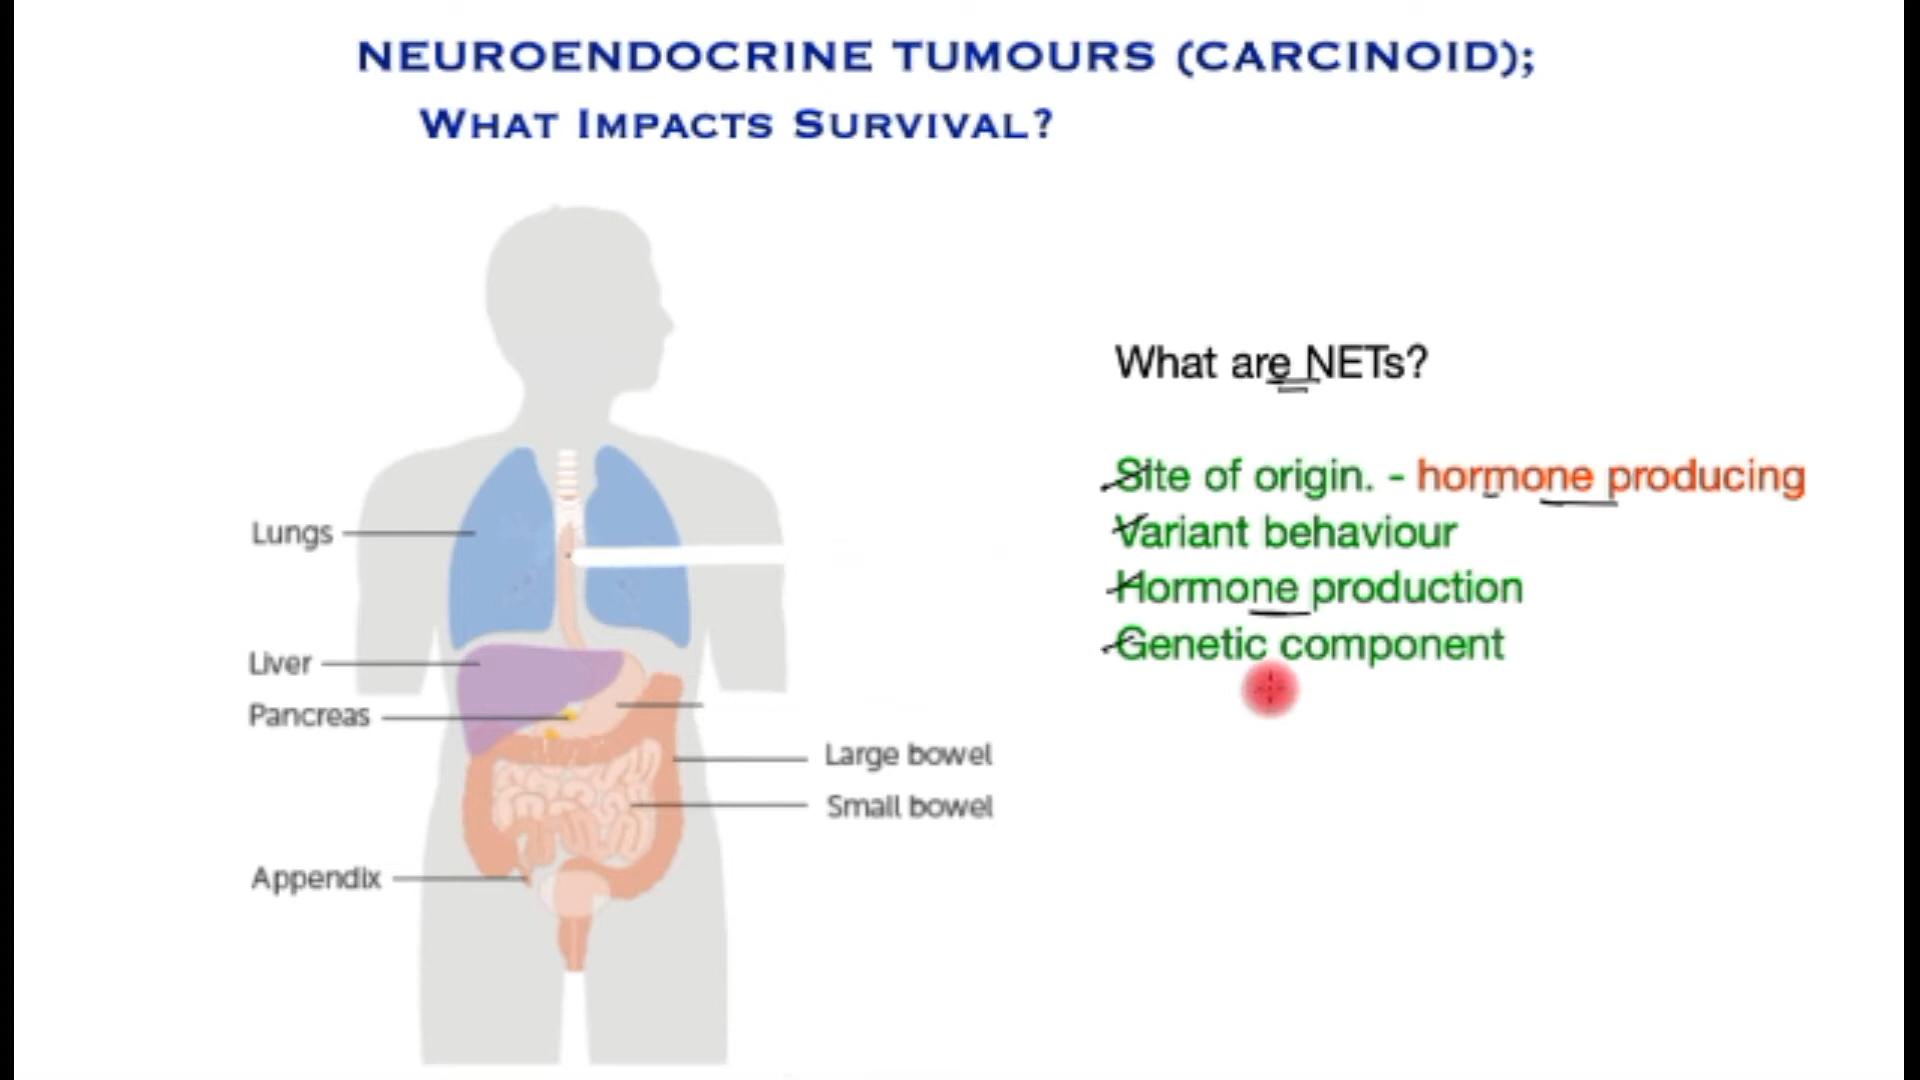 NEUROENDOCRINE TUMOURS (CARCINOID);
WHAT IMPACTS SURVIVAL?
What are NETs?
Site of origin. - hormone producing
Variant behaviour
Hormone production
Genetic component
Lungs
Liver
Pancreas
Large bowel
Small bowel
Appendix